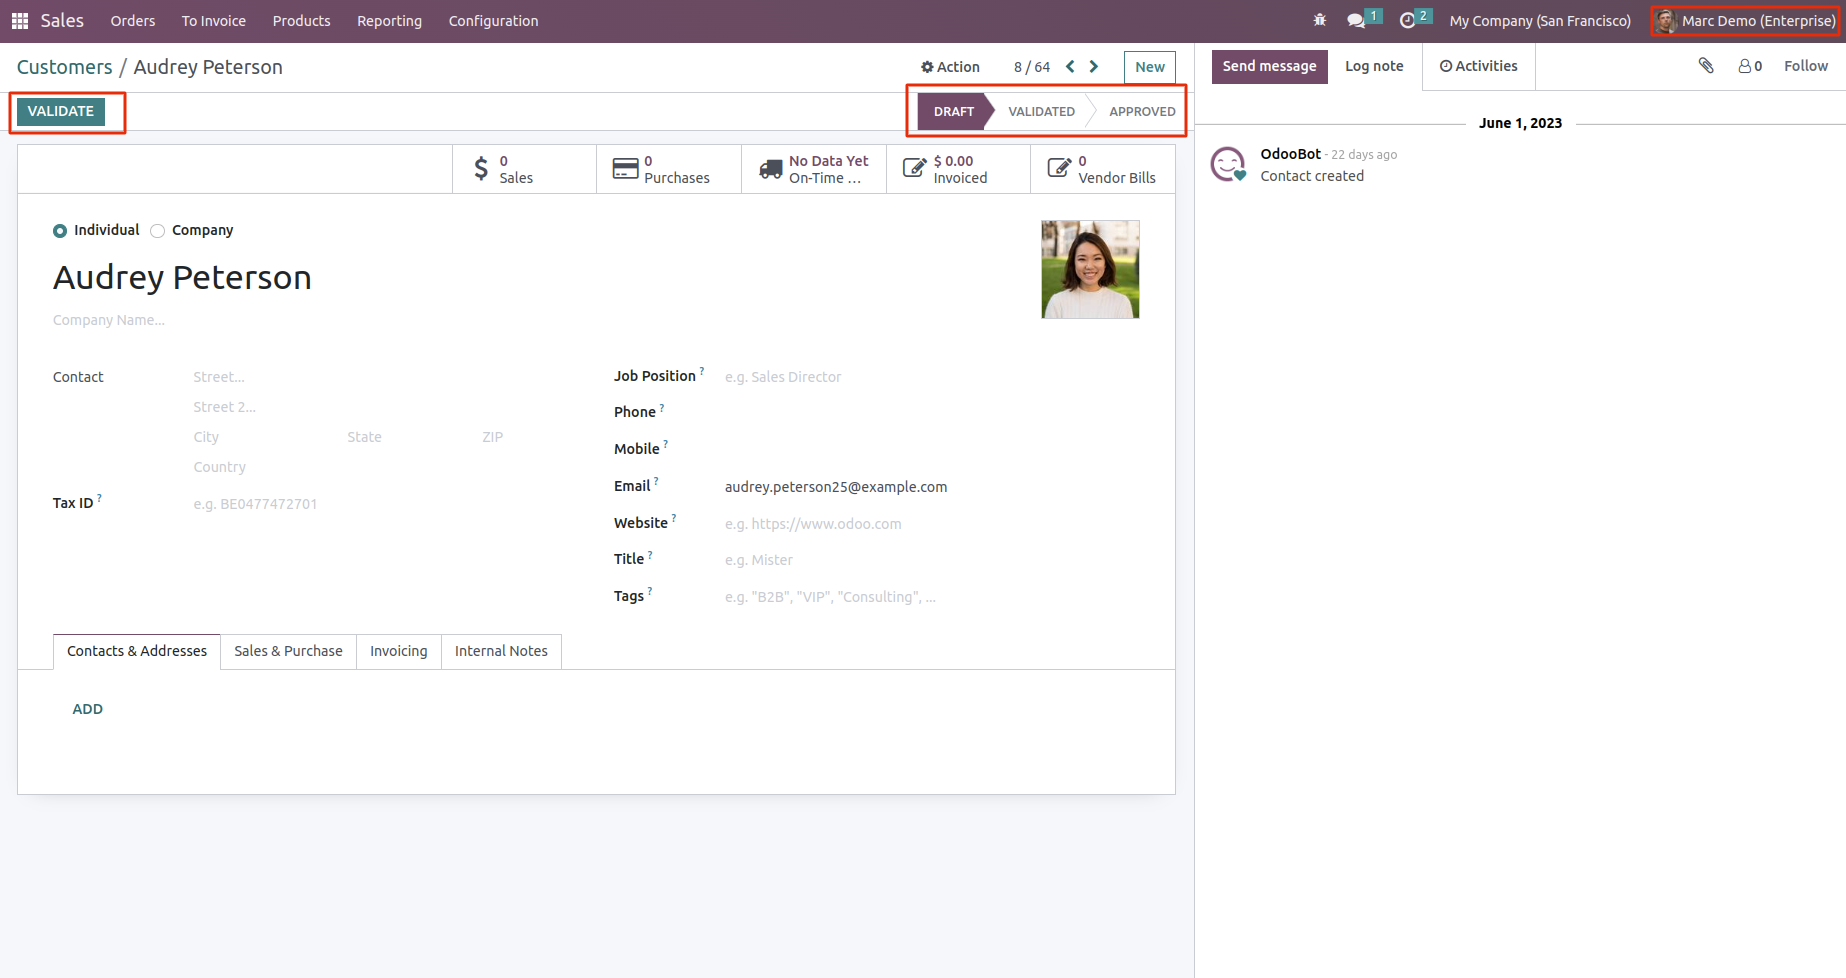 Sales Orders To Invoice Products Reporting Configuration 1 2 My Company (San Francisco) Marc Demo (Enterprise)
Customers / Audrey Peterson Action 8 / 64 New
VALIDATE DRAFT VALIDATED APPROVED
0 Sales
0 Purchases
No Data Yet On-Time ...
$ 0.00 Invoiced
0 Vendor Bills
Individual Company
Audrey Peterson
Company Name...
Contact Street...
Street 2...
City State ZIP
Country
Tax ID ? e.g. BE0477472701
Job Position ? e.g. Sales Director
Phone ?
Mobile ?
Email ? audrey.peterson25@example.com
Website ? e.g. https://www.odoo.com
Title ? e.g. Mister
Tags ? e.g. "B2B", "VIP", "Consulting", ...
Contacts & Addresses Sales & Purchase Invoicing Internal Notes
ADD
Send message Log note Activities 0 Follow
June 1, 2023
OdooBot - 22 days ago
Contact created